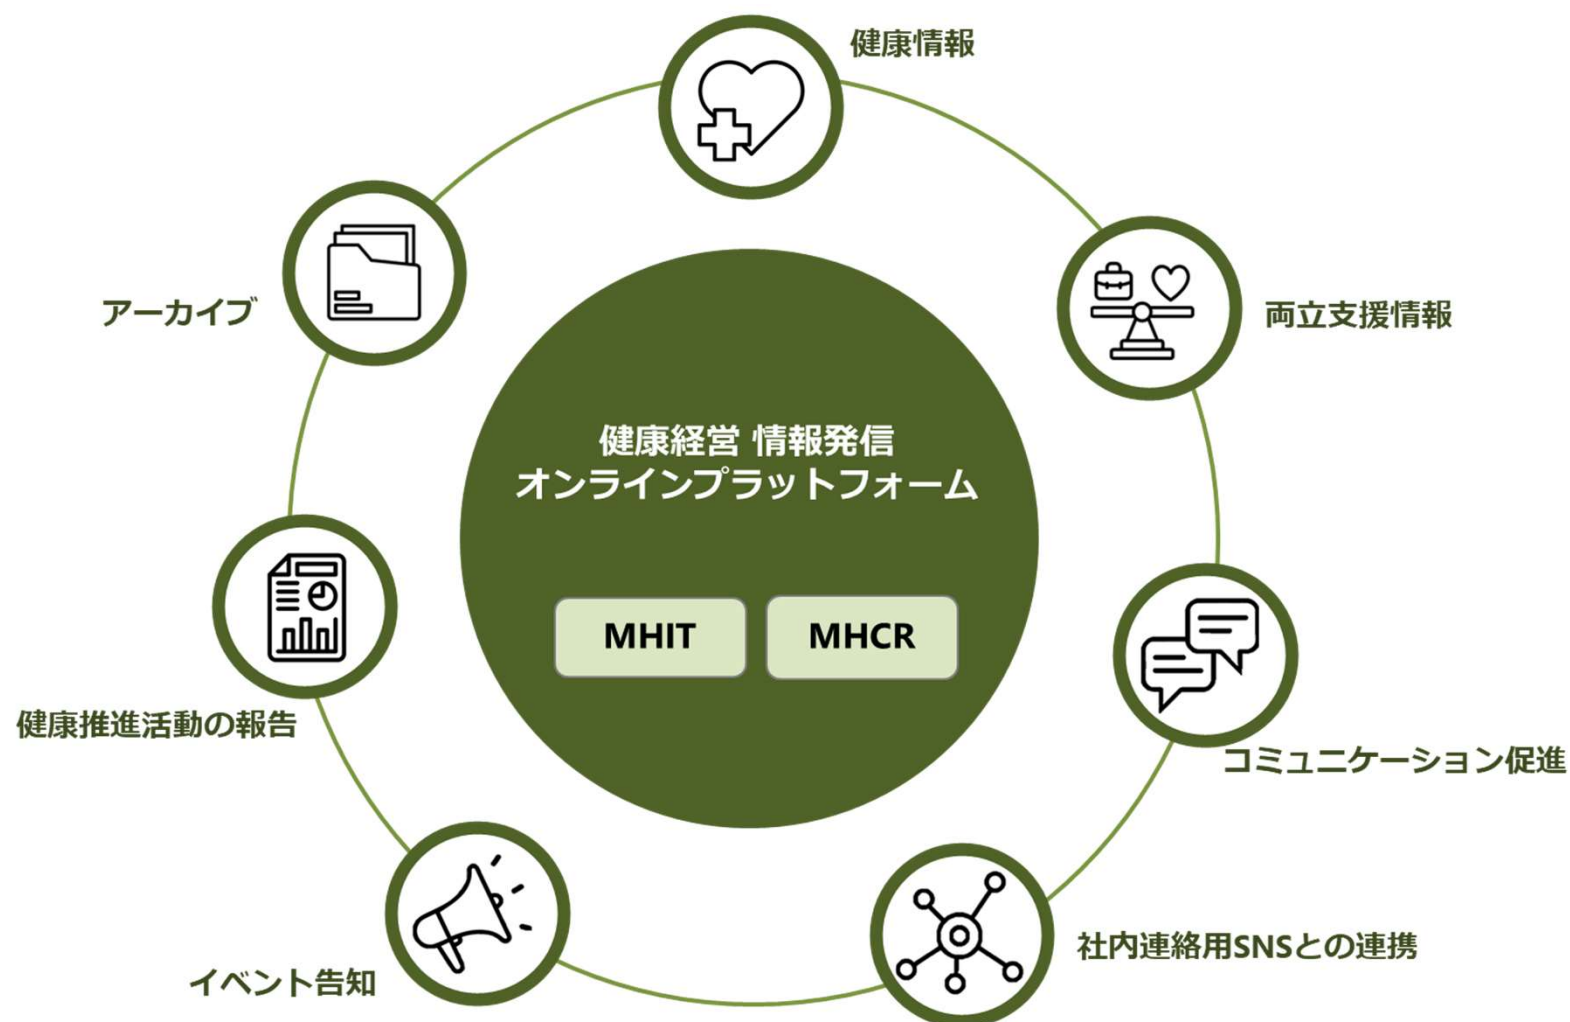 健康情報
両立支援情報
コミュニケーション促進
社内連絡用SNSとの連携
イベント告知
健康推進活動の報告
アーカイブ
健康経営 情報発信
オンラインプラットフォーム
MHIT
MHCR